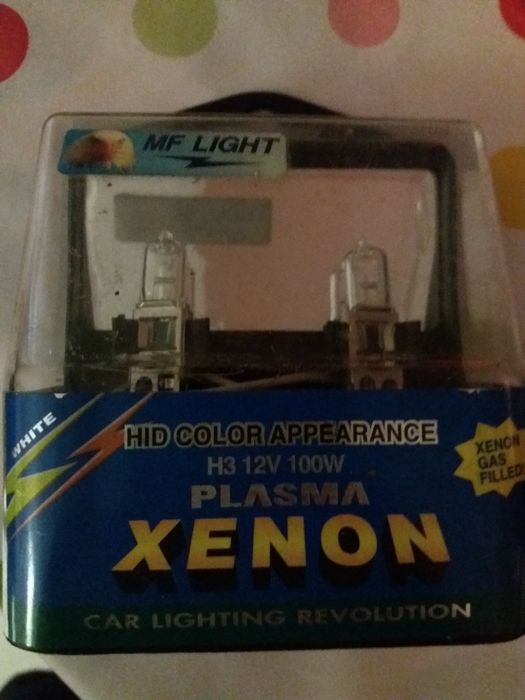 MF LIGHT
WHITE
HID COLOR APPEARANCE
H3 12V 100W
PLASMA
XENON
XENON
GAS
FILLED
CAR LIGHTING REVOLUTION